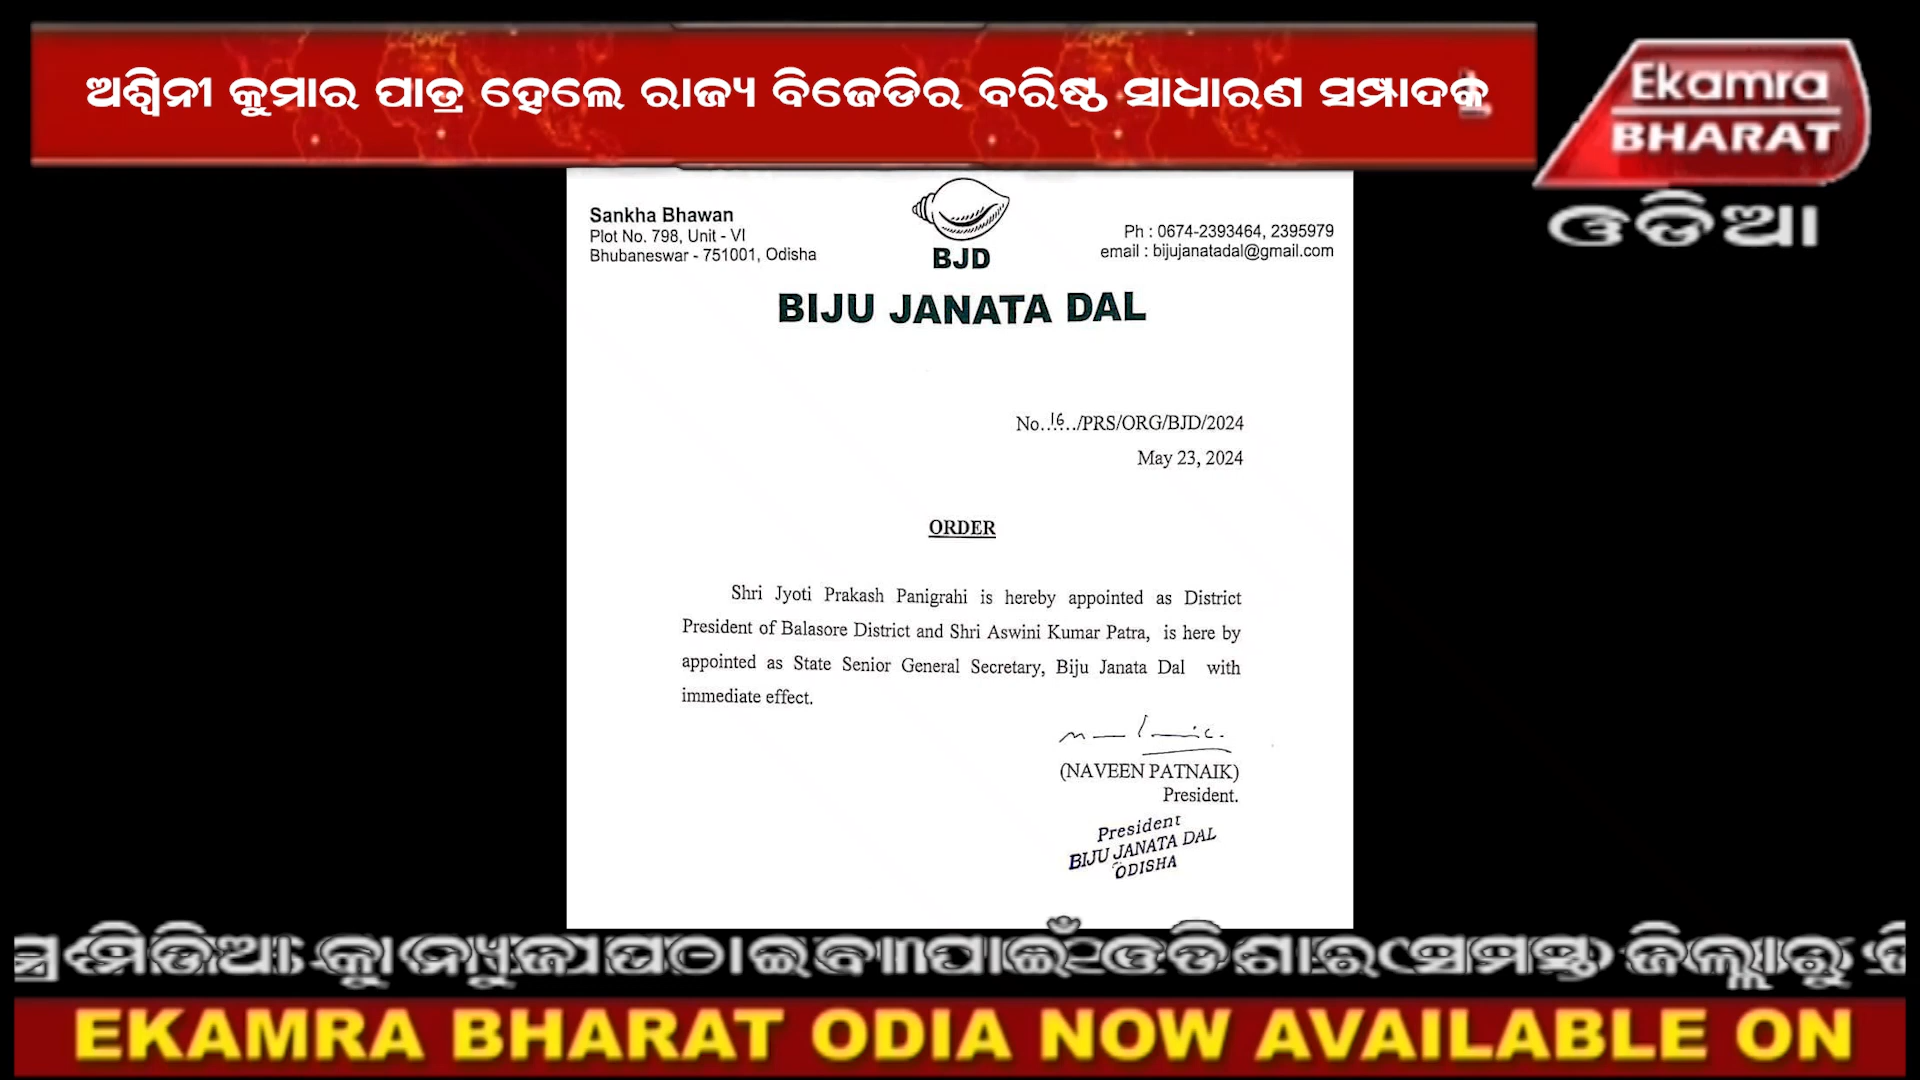 ଅଶ୍ୱିନୀ କୁମାର ପାତ୍ର ହେଲେ ରାଜ୍ୟ ବିଜେଡିର ବରିଷ୍ଠ ସାଧାରଣ ସମ୍ପାଦକ
Ekamra
BHARAT
ଓଡିଆ
Sankha Bhawan
Plot No. 798, Unit - VI
Bhubaneswar - 751001, Odisha
BJD
Ph : 0674-2393464, 2395979
email : bijujanatadal@gmail.com
BIJU JANATA DAL
No..16.../PRS/ORG/BJD/2024
May 23, 2024
ORDER
Shri Jyoti Prakash Panigrahi is hereby appointed as District
President of Balasore District and Shri Aswini Kumar Patra, is here by
appointed as State Senior General Secretary, Biju Janata Dal with
immediate effect.
(NAVEEN PATNAIK)
President.
President
BIJU JANATA DAL
ODISHA
ପାଇଁ ଓଡିଶାର ସମସ୍ତ ଜିଲ୍ଲାରୁ
EKAMRA BHARAT ODIA NOW AVAILABLE ON